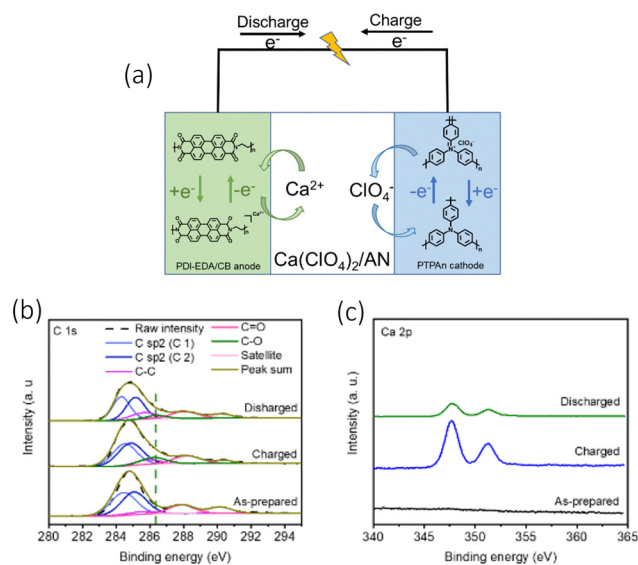 Discharge
e-
Charge
e-
(a)
n
n
+e-
-e-
Ca2+
n
n
Ca2+
PDI-EDA/CB anode
Ca2+
ClO4-
Ca(ClO4)2/AN
ClO4-
n
-e-
+e-
n
PTPAn cathode
(b)
C 1s
Raw intensity
C sp2 (C 1)
C sp2 (C 2)
C-C
C=O
C-O
Satellite
Peak sum
Disharged
Charged
As-prepared
Intensity (a. u
280 282 284 286 288 290 292 294
Binding energy (eV)
(c)
Ca 2p
Discharged
Charged
As-prepared
Intensity (a. u.)
340 345 350 355 360 365
Binding energy (eV)